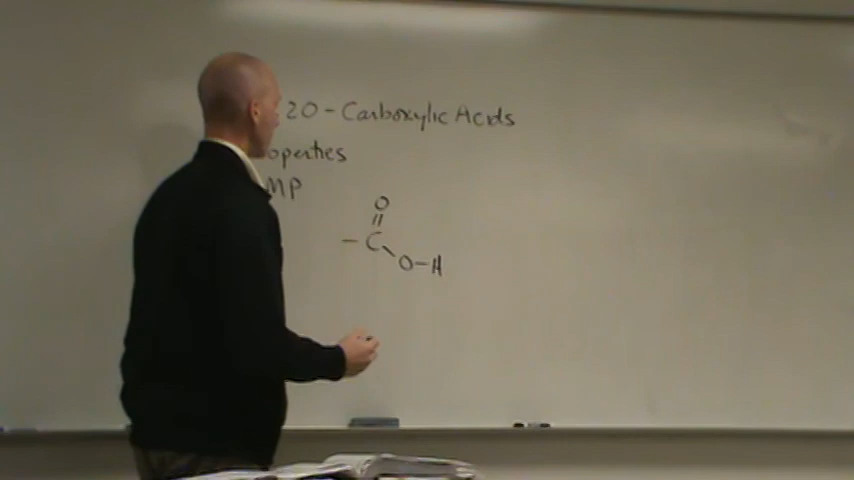 20 - Carboxylic Acids
operties
MP
O
||
- C
\
O - H